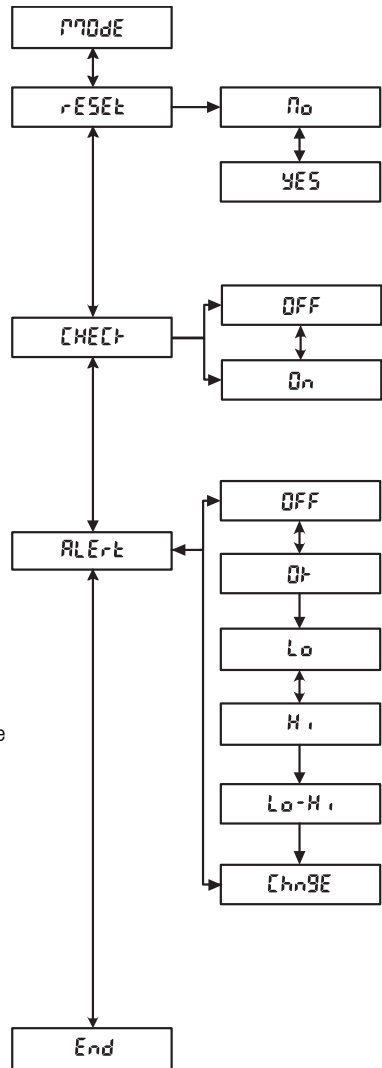 MOdE
rESEt
No
YES
OFF
CHECk
On
OFF
ALErt
Ok
Lo
Hi
e
Lo-Hi
ChngE
End